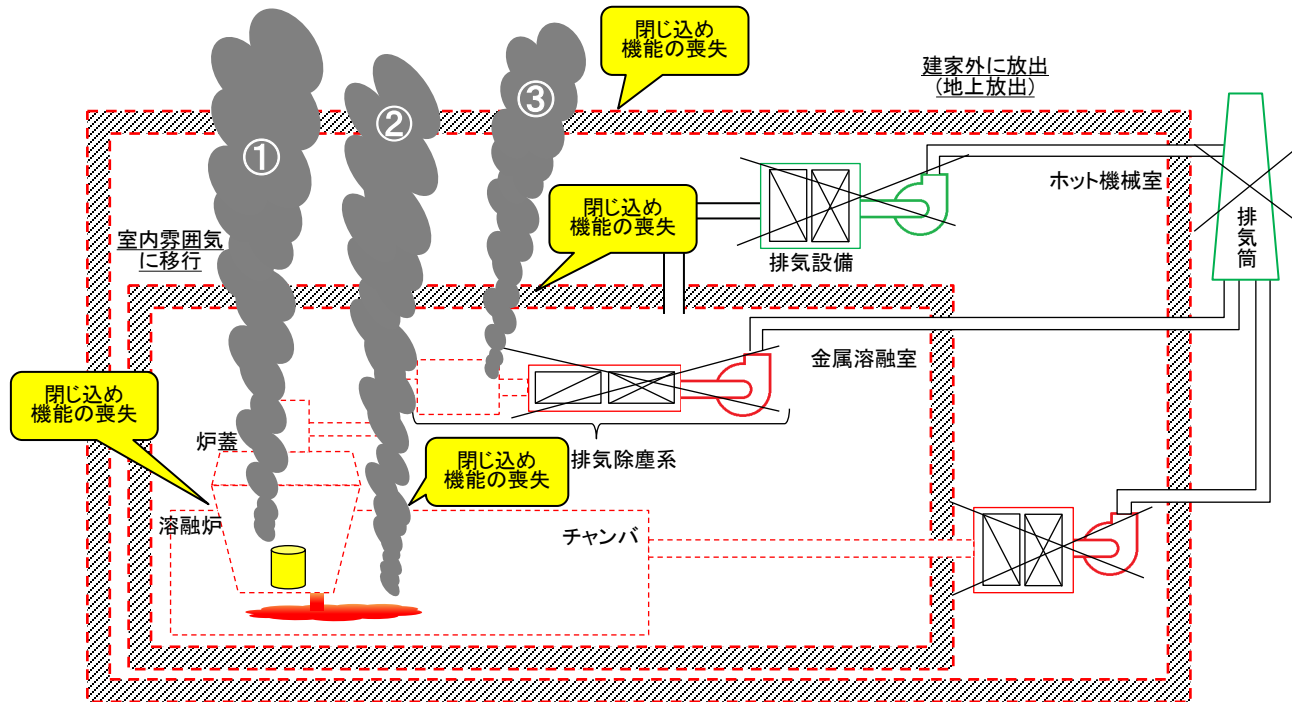 閉じ込め
機能の喪失
建家外に放出
(地上放出)
①
②
③
ホット機械室
閉じ込め
機能の喪失
室内雰囲気
に移行
排気設備
排気筒
金属溶融室
閉じ込め
機能の喪失
炉蓋
閉じ込め
機能の喪失
排気除塵系
溶融炉
チャンバ